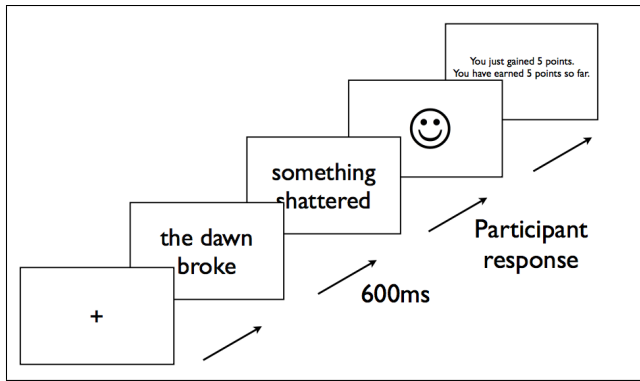 You just gained 5 points.
You have earned 5 points so far.
something
shattered
the dawn
broke
+
600ms
Participant
response